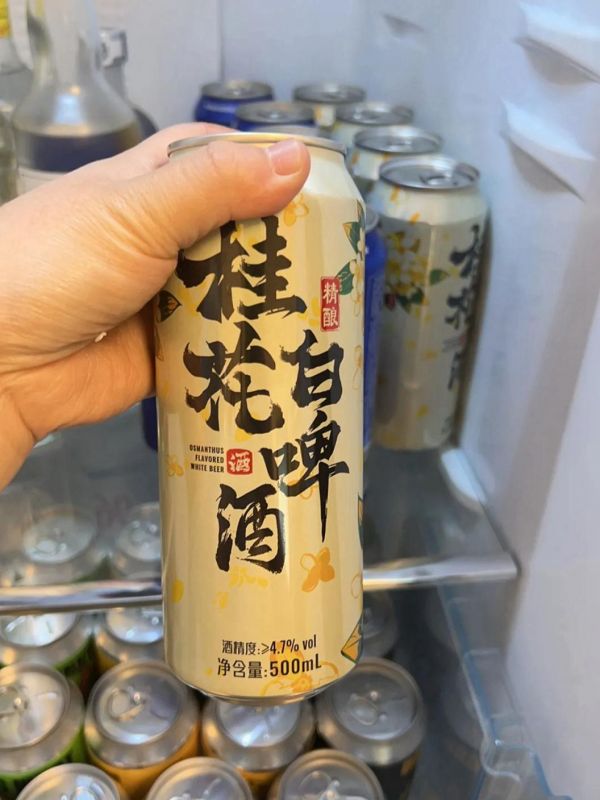 桂花
白啤
酒
精酿
OSMANTHUS
FLAVORED
WHITE BEER
酒
酒精度:≥4.7% vol
净含量:500mL